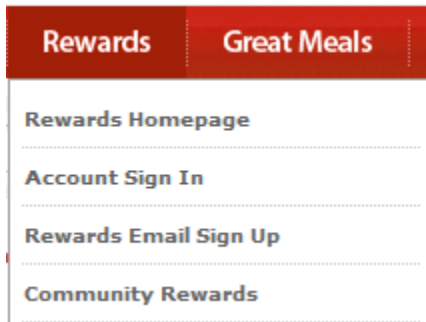 Rewards Great Meals
Rewards Homepage
Account Sign In
Rewards Email Sign Up
Community Rewards